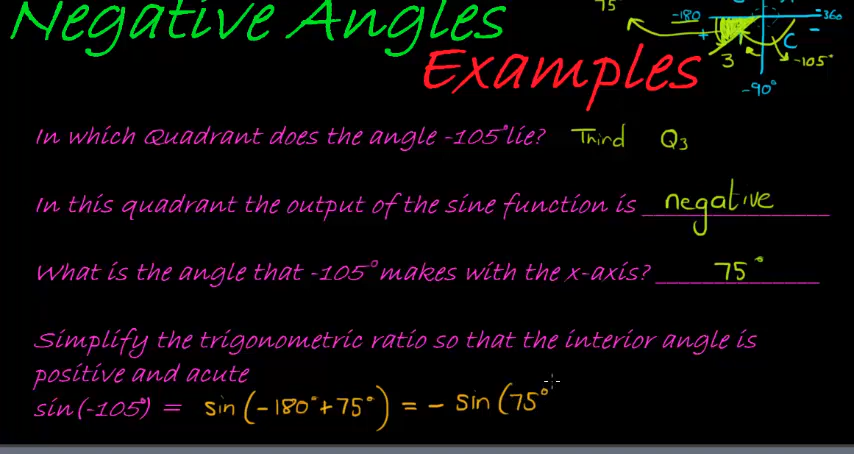 Negative Angles
75
-180
-360
+
-
C
3
-105°
-90°
Examples
In which Quadrant does the angle -105° lie? Third Q3
In this quadrant the output of the sine function is negative
What is the angle that -105° makes with the x-axis? 75°
Simplify the trigonometric ratio so that the interior angle is
positive and acute
sin(-105°) = sin (-180° + 75°) = - sin (75°